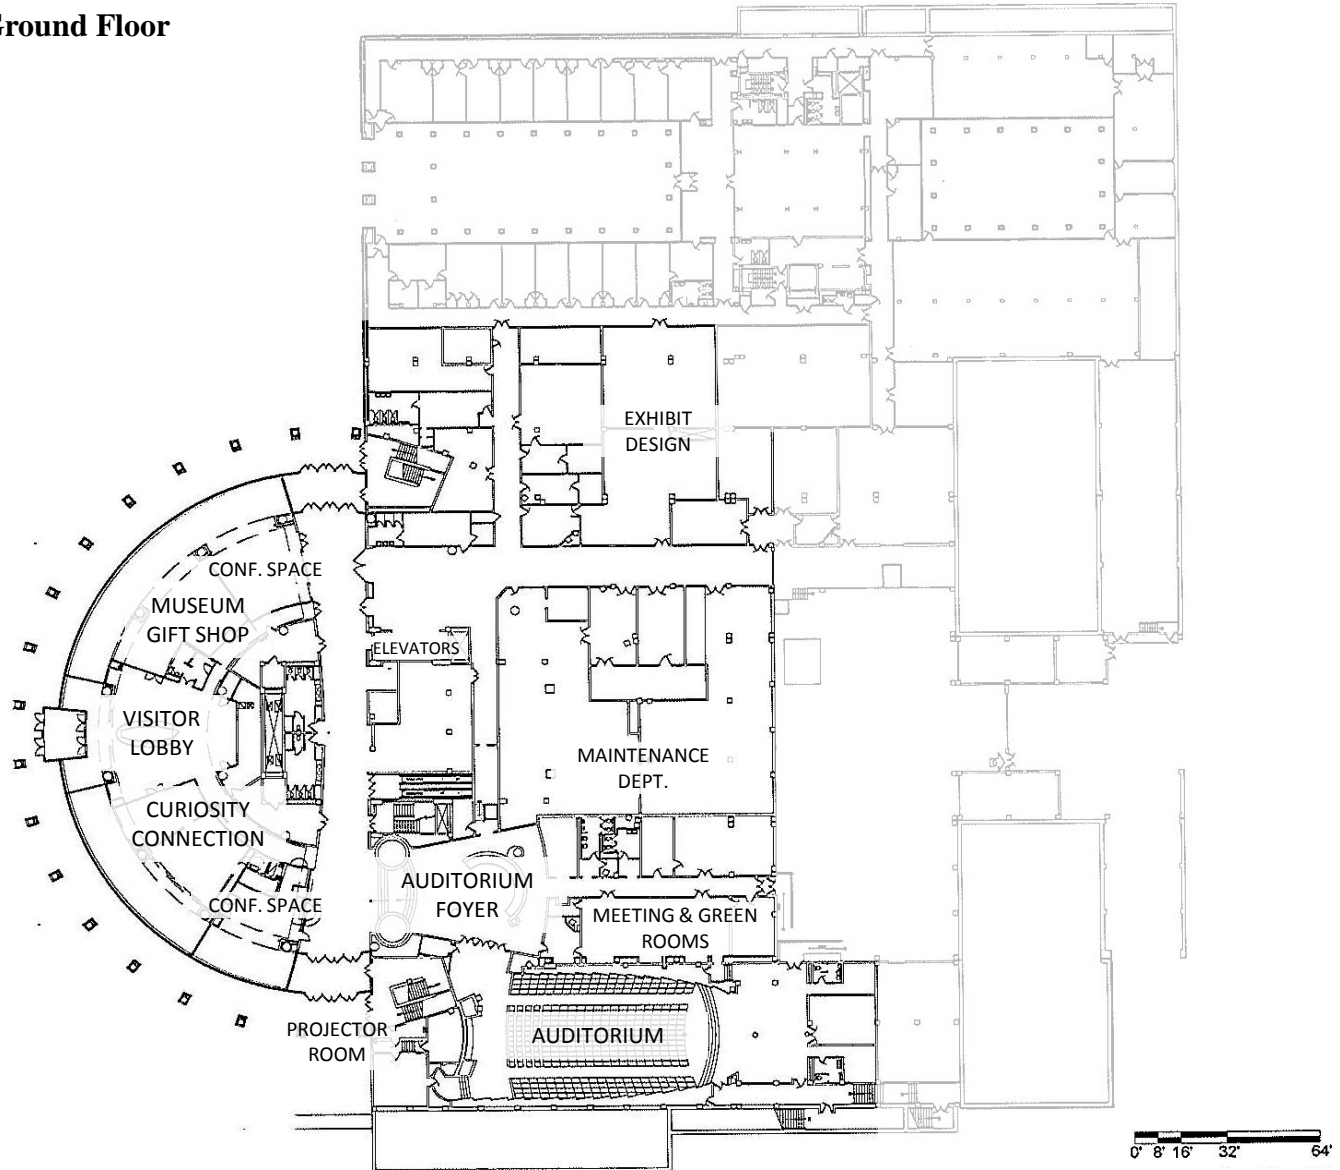 Ground Floor
EXHIBIT
DESIGN
CONF. SPACE
MUSEUM
GIFT SHOP
ELEVATORS
VISITOR
LOBBY
MAINTENANCE
DEPT.
CURIOSITY
CONNECTION
AUDITORIUM
FOYER
CONF. SPACE
MEETING & GREEN
ROOMS
PROJECTOR
ROOM
AUDITORIUM
0' 8' 16' 32' 64'